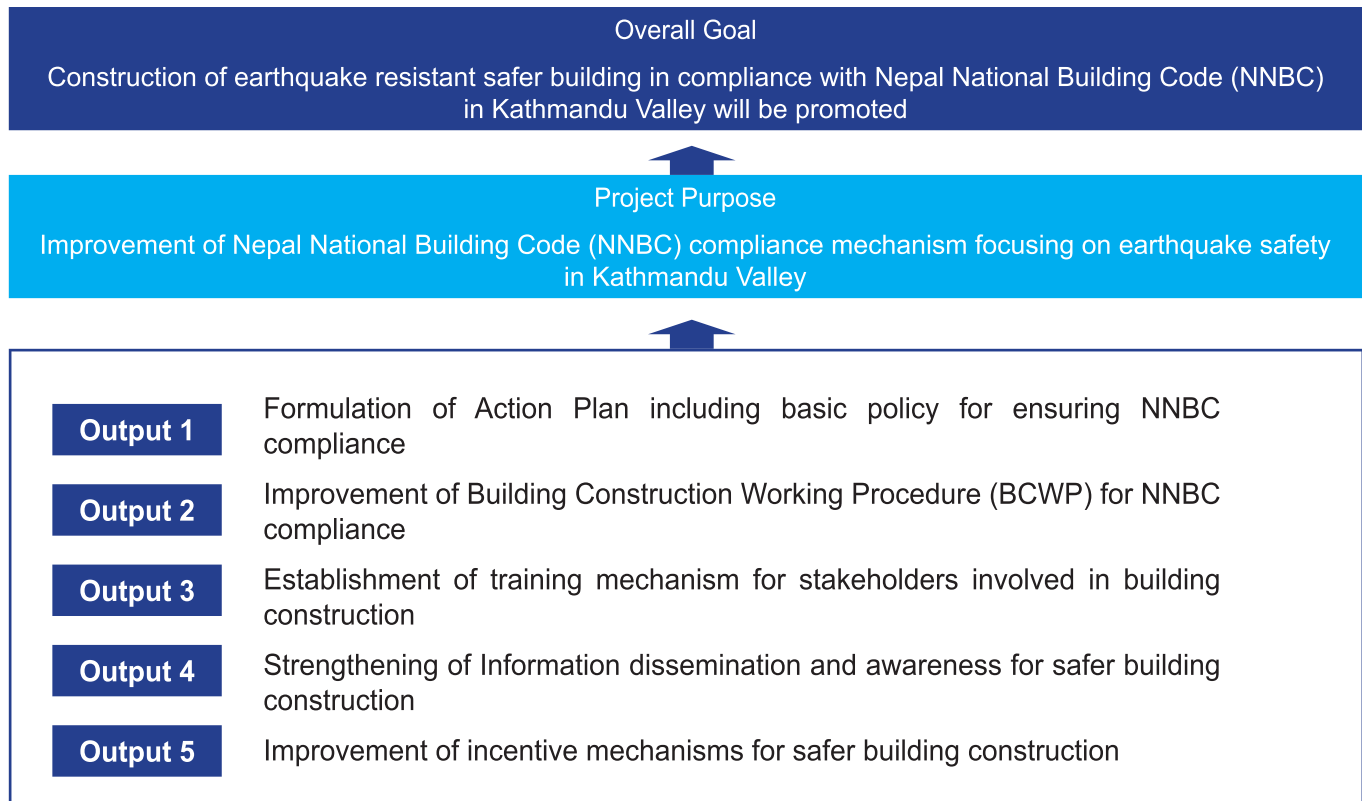 Overall Goal
Construction of earthquake resistant safer building in compliance with Nepal National Building Code (NNBC)
in Kathmandu Valley will be promoted
Project Purpose
Improvement of Nepal National Building Code (NNBC) compliance mechanism focusing on earthquake safety
in Kathmandu Valley
Output 1
Formulation of Action Plan including basic policy for ensuring NNBC
compliance
Output 2
Improvement of Building Construction Working Procedure (BCWP) for NNBC
compliance
Output 3
Establishment of training mechanism for stakeholders involved in building
construction
Output 4
Strengthening of Information dissemination and awareness for safer building
construction
Output 5
Improvement of incentive mechanisms for safer building construction